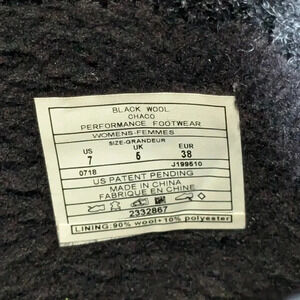 BLACK WOOL
CHACO
PERFORMANCE FOOTWEAR
WOMENS-FEMMES
SIZE-GRANDEUR
US UK EUR
7 5 38
0718 J199510
US PATENT PENDING
MADE IN CHINA
FABRIQUE EN CHINE
2332867
LINING: 90% wool+10% polyester